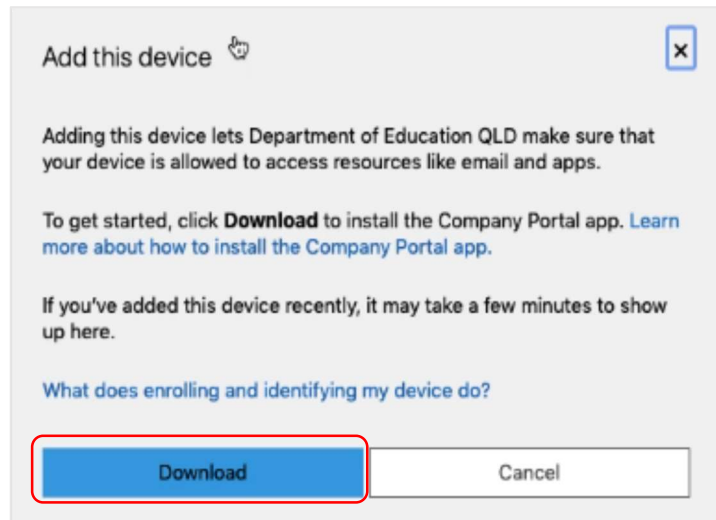 Add this device
Adding this device lets Department of Education QLD make sure that
your device is allowed to access resources like email and apps.
To get started, click Download to install the Company Portal app. Learn
more about how to install the Company Portal app.
If you've added this device recently, it may take a few minutes to show
up here.
What does enrolling and identifying my device do?
Download
Cancel